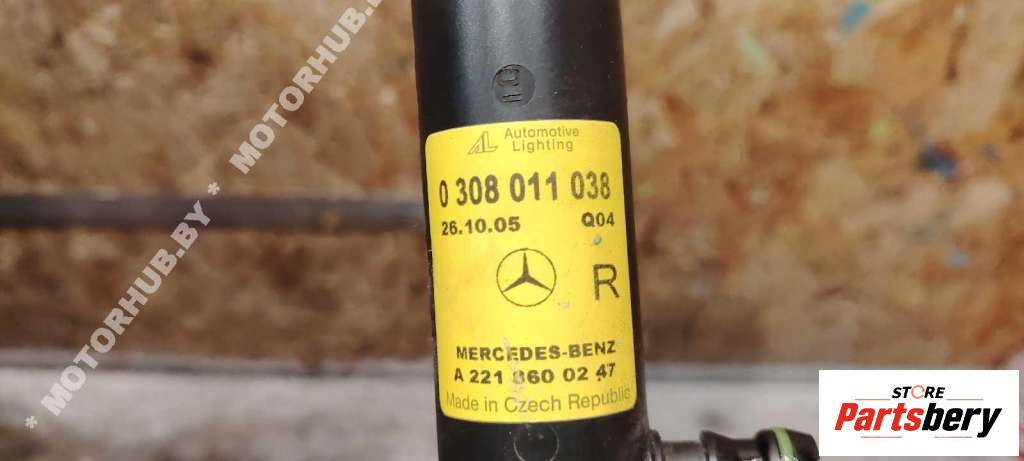 * MOTORHUB.BY * MOTORHUB
Automotive
Lighting
0 308 011 038
26.10.05 Q04
R
MERCEDES-BENZ
A 221 860 02 47
Made in Czech Republic
STORE
Partsbery